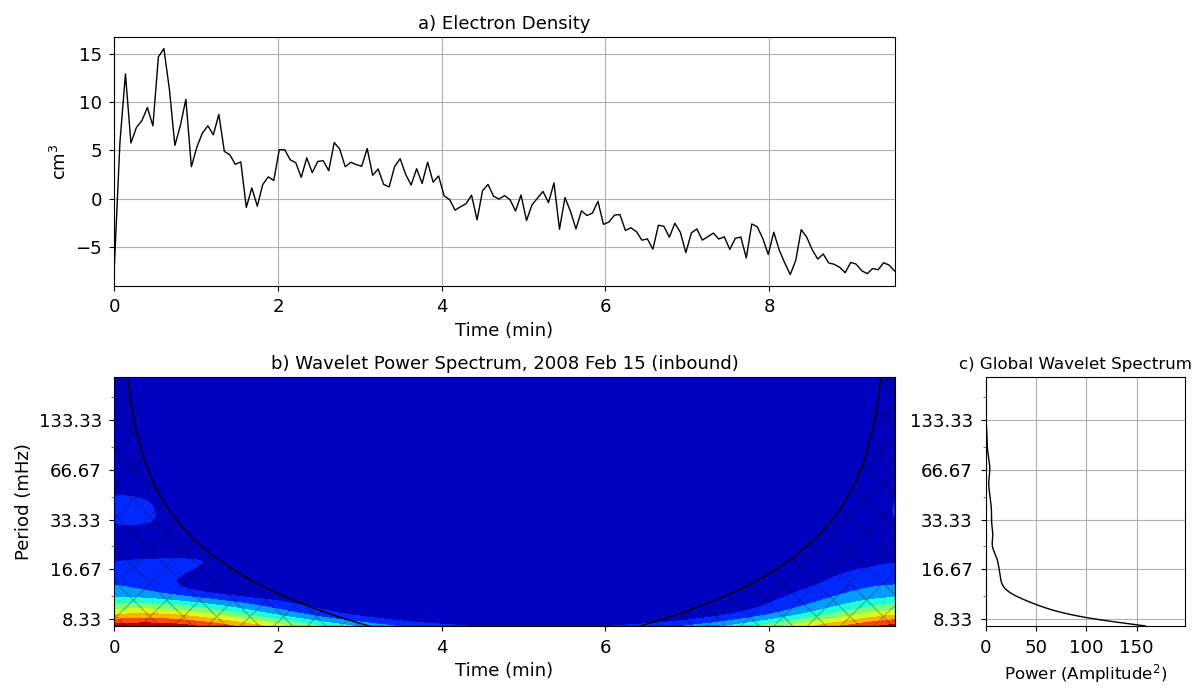 a) Electron Density
cm³
15
10
5
0
−5
0 2 4 6 8
Time (min)
b) Wavelet Power Spectrum, 2008 Feb 15 (inbound)
Period (mHz)
133.33
66.67
33.33
16.67
8.33
0 2 4 6 8
Time (min)
c) Global Wavelet Spectrum
133.33
66.67
33.33
16.67
8.33
0 50 100 150
Power (Amplitude²)